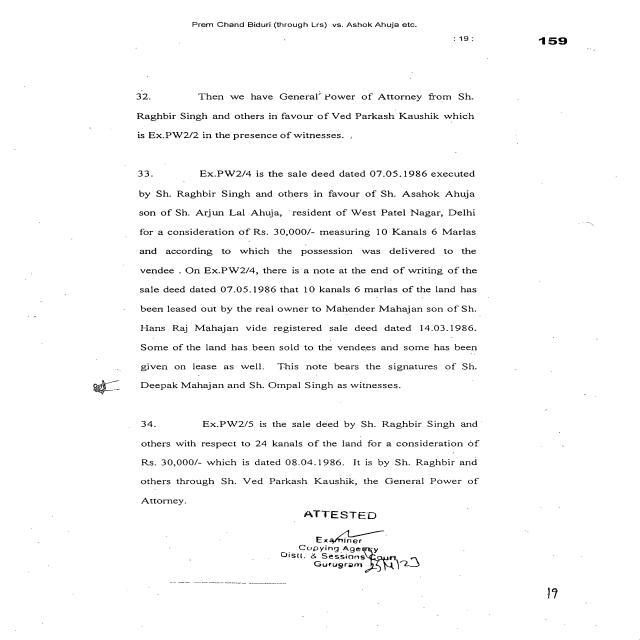 Prem Chand Biduri (through Lrs) vs. Ashok Ahuja etc.
: 19 :
159
32. Then we have General Power of Attorney from Sh.
Raghbir Singh and others in favour of Ved Parkash Kaushik which
is Ex.PW2/2 in the presence of witnesses.
33. Ex.PW2/4 is the sale deed dated 07.05.1986 executed
by Sh. Raghbir Singh and others in favour of Sh. Asahok Ahuja
son of Sh. Arjun Lal Ahuja, resident of West Patel Nagar, Delhi
for a consideration of Rs. 30,000/- measuring 10 Kanals 6 Marlas
and according to which the possession was delivered to the
vendee . On Ex.PW2/4, there is a note at the end of writing of the
sale deed dated 07.05.1986 that 10 kanals 6 marlas of the land has
been leased out by the real owner to Mahender Mahajan son of Sh.
Hans Raj Mahajan vide registered sale deed dated 14.03.1986.
Some of the land has been sold to the vendees and some has been
given on lease as well. This note bears the signatures of Sh.
Deepak Mahajan and Sh. Ompal Singh as witnesses.
34. Ex.PW2/5 is the sale deed by Sh. Raghbir Singh and
others with respect to 24 kanals of the land for a consideration of
Rs. 30,000/- which is dated 08.04.1986. It is by Sh. Raghbir and
others through Sh. Ved Parkash Kaushik, the General Power of
Attorney.
ATTESTED
Examiner
Copying Agency
Distt. & Sessions Court
Gurugram
19